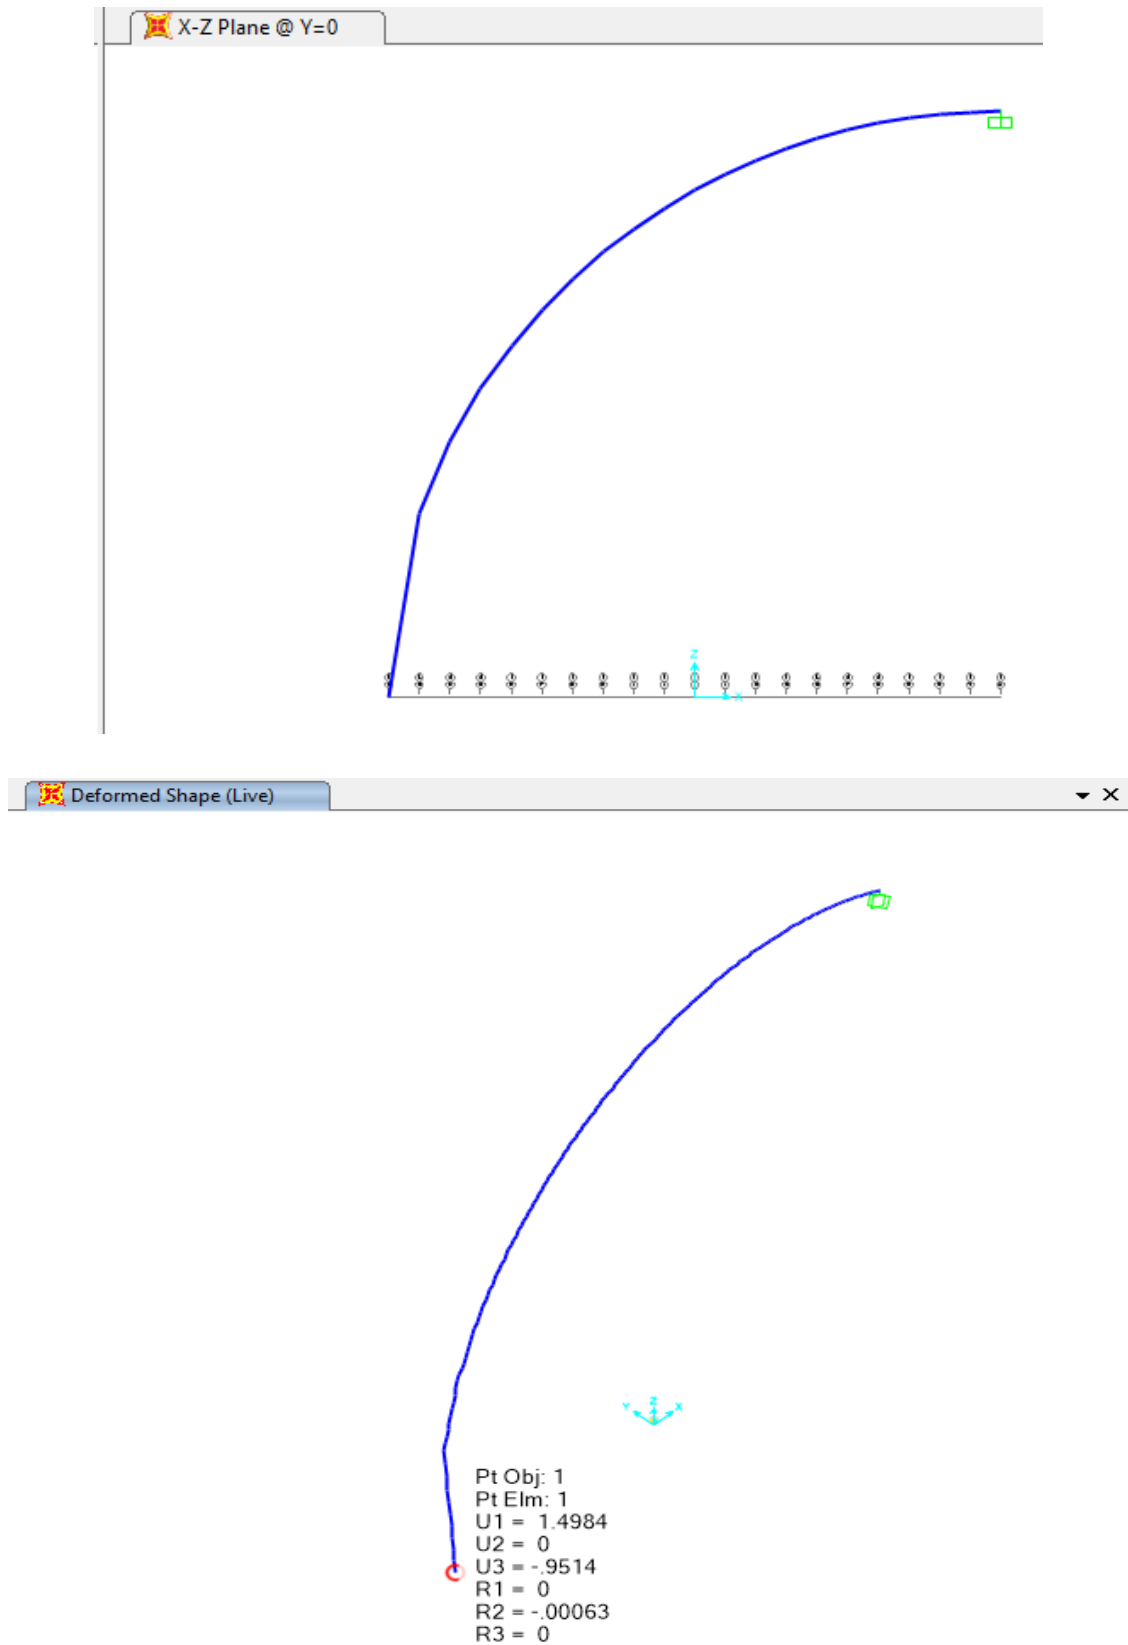 X-Z Plane @ Y=0
Z
X
Deformed Shape (Live)
Y Z X
Pt Obj: 1
Pt Elm: 1
U1 = 1.4984
U2 = 0
U3 = -.9514
R1 = 0
R2 = -.00063
R3 = 0